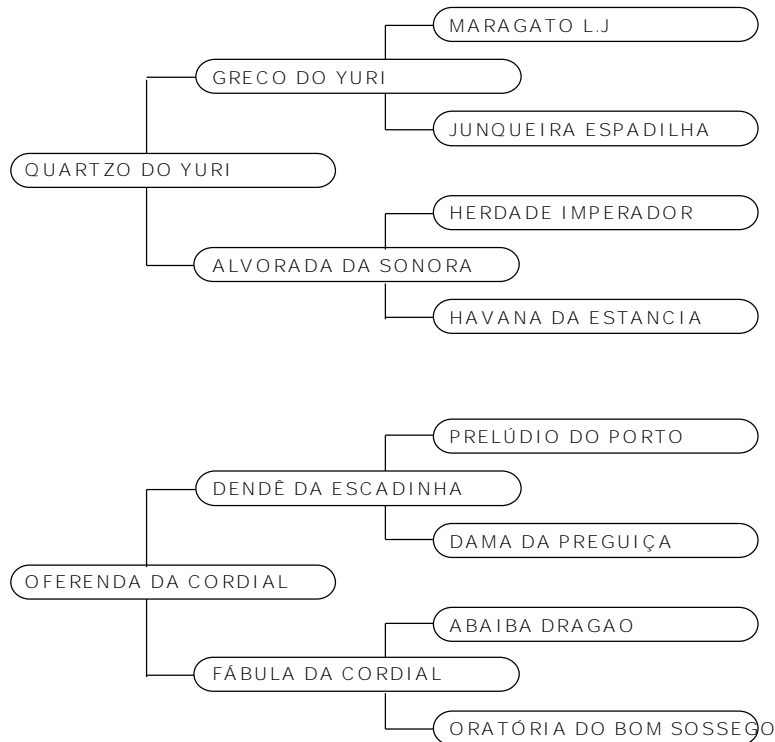 MARAGATO L.J
GRECO DO YURI
JUNQUEIRA ESPADILHA
QUARTZO DO YURI
HERDADE IMPERADOR
ALVORADA DA SONORA
HAVANA DA ESTANCIA
PRELÚDIO DO PORTO
DENDÊ DA ESCADINHA
DAMA DA PREGUIÇA
OFERENDA DA CORDIAL
ABAIBA DRAGAO
FÁBULA DA CORDIAL
ORATÓRIA DO BOM SOSSEGO